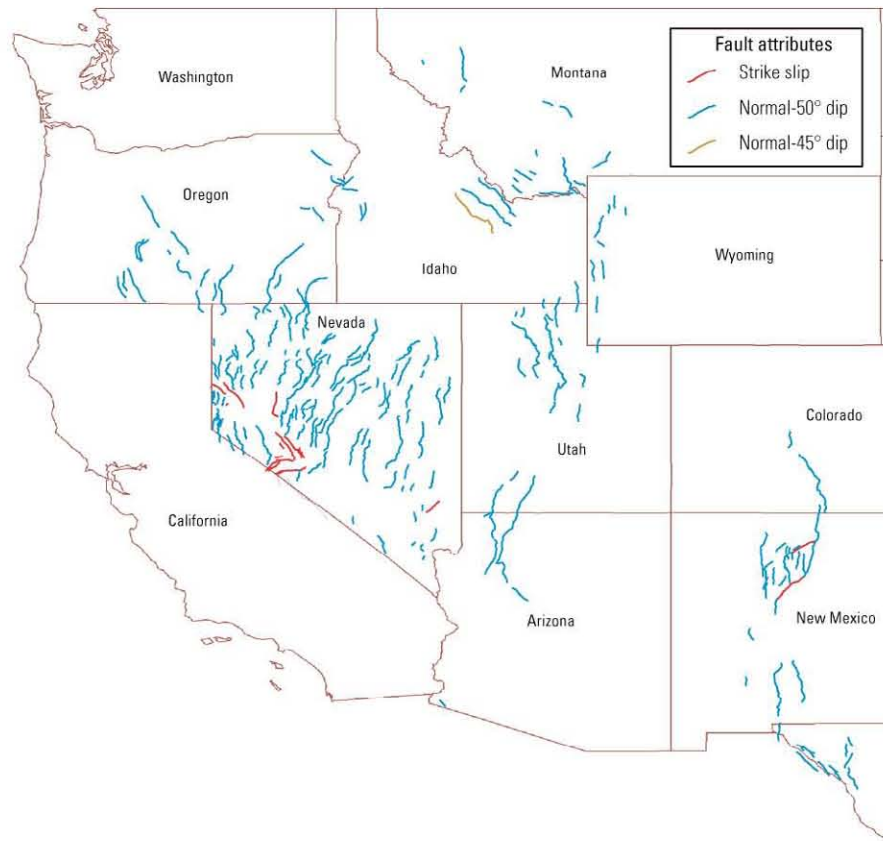 Fault attributes
Strike slip
Normal-50° dip
Normal-45° dip
Washington
Montana
Oregon
Idaho
Wyoming
Nevada
Utah
Colorado
California
Arizona
New Mexico